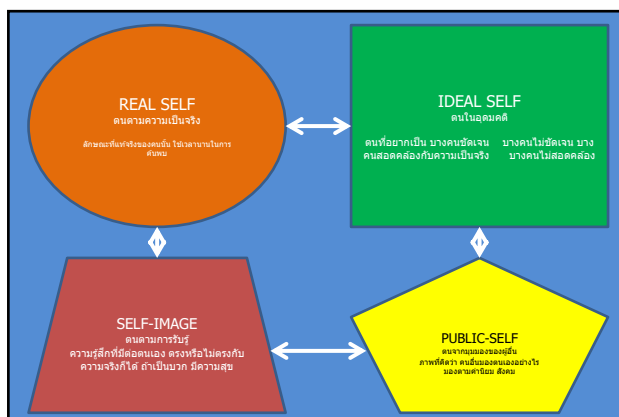 REAL SELF
ตนตามความเป็นจริง
ลักษณะที่แท้จริงของคนนั้น ใช้เวลานานในการ
ค้นพบ
IDEAL SELF
ตนในอุดมคติ
ตนที่อยากเป็น บางคนชัดเจน บางคนไม่ชัดเจน บาง
คนสอดคล้องกับความเป็นจริง บางคนไม่สอดคล้อง
SELF-IMAGE
ตนตามการรับรู้
ความรู้สึกที่มีต่อตนเอง ตรงหรือไม่ตรงกับ
ความจริงก็ได้ ถ้าเป็นบวก มีความสุข
PUBLIC-SELF
ตนจากมุมมองของผู้อื่น
ภาพที่คิดว่า คนอื่นมองตนเองอย่างไร
มองตามค่านิยม สังคม